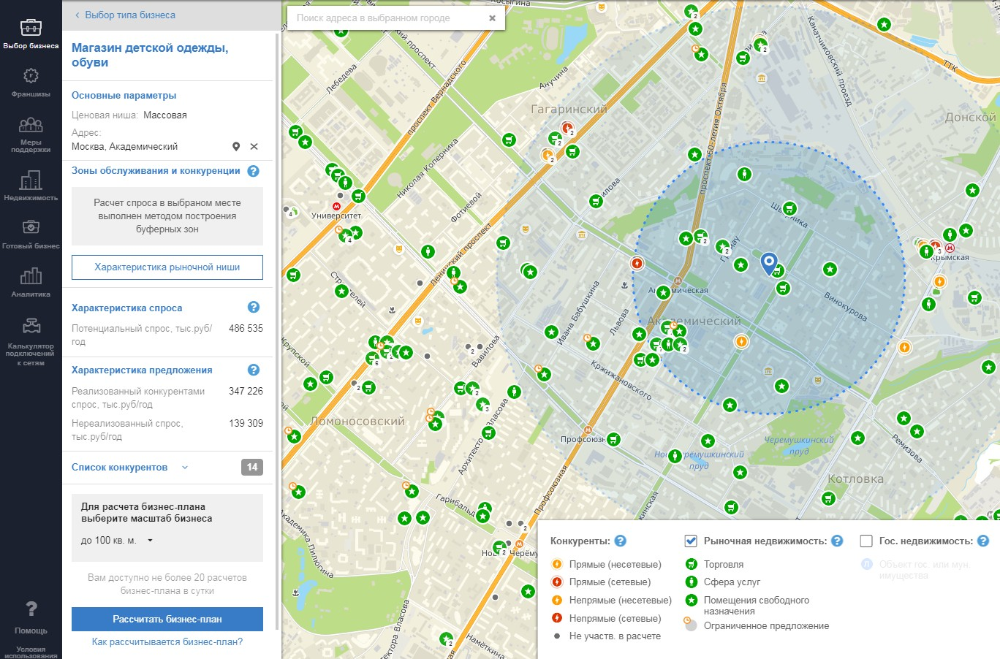 Выбор бизнеса
Франшизы
Меры
поддержки
Недвижимость
Готовый бизнес
Аналитика
Калькулятор
подключений
к сетям
Помощь
Условия
использования
Выбор типа бизнеса
Магазин детской одежды,
обуви
Основные параметры
Ценовая ниша: Массовая
Адрес:
Москва, Академический
Зоны обслуживания и конкуренции ?
Расчет спроса в выбраном месте
выполнен методом построения
буферных зон
Характеристика рыночной ниши
Характеристика спроса ?
Потенциальный спрос, тыс.руб/
год
486 535
Характеристика предложения ?
Реализованный конкурентами
спрос, тыс.руб/год
347 226
Нереализованный спрос,
тыс.руб/год
139 309
Список конкурентов 14
Для расчета бизнес-плана
выберите масштаб бизнеса
до 100 кв. м.
Вам доступно не более 20 расчетов
бизнес-плана в сутки
Рассчитать бизнес-план
Как рассчитывается бизнес-план?
Поиск адреса в выбранном городе
Косыгина
проспект
Лебедева
проспект Вернадского
Анучина
Гагаринский
Канатчиковский проезд
ТТК
Донской
проспект 60-летия Октября
Николая Коперника
Фотиевой
Университет
Ленинский проспект
Вавилова
Шверника
Крымская
Строителей
Ивана Бабушкина
Львова
Академический
Винокурова
Крупской
Вавилова
Кржижановского
Ломоносовский
Архитектора Власова
Профсоюзная
Черемушкинский
пруд
пруд
Ремизова
Котловка
Гарибальди
Профсоюзная
Академика Пилюгина
Намёткина
Конкуренты: ?
Прямые (несетевые)
Прямые (сетевые)
Непрямые (несетевые)
Непрямые (сетевые)
Не участв. в расчете
Рыночная недвижимость: ?
Торговля
Сфера услуг
Помещения свободного
назначения
Ограниченное предложение
Гос. недвижимость: ?
Объект гос. или мун.
имущества